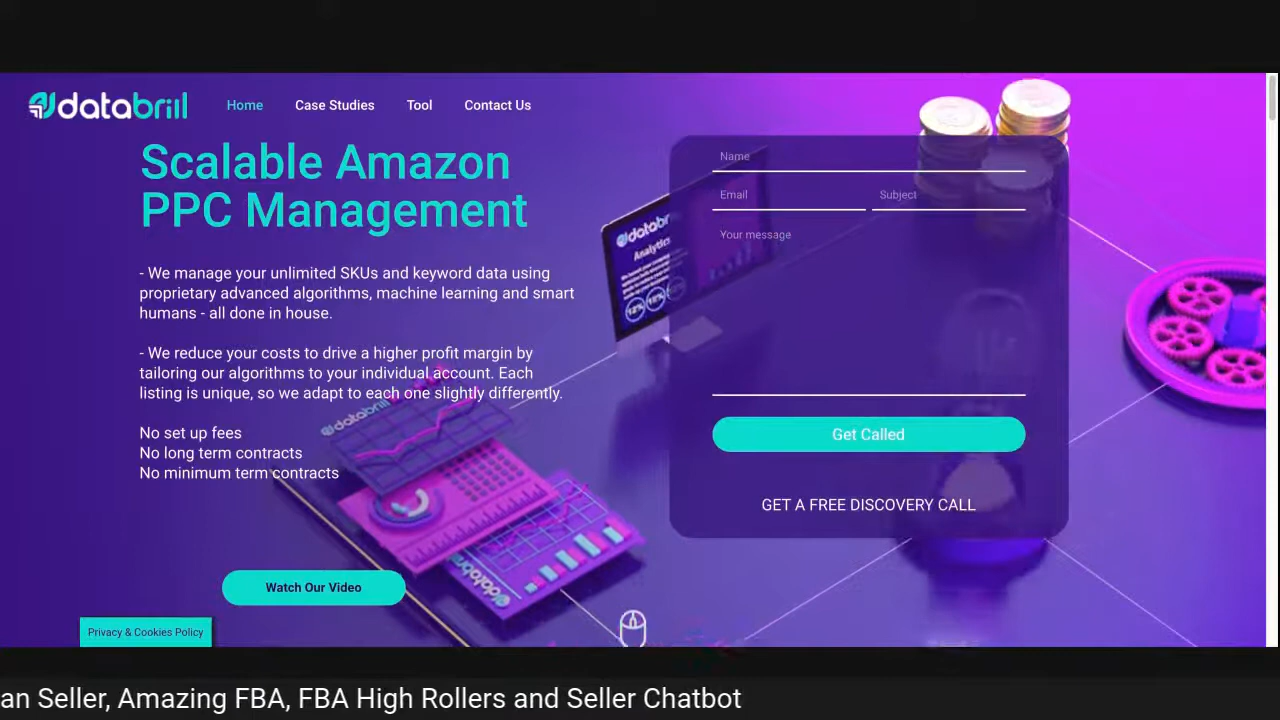 databrill
Home
Case Studies
Tool
Contact Us
Scalable Amazon
PPC Management
- We manage your unlimited SKUs and keyword data using
proprietary advanced algorithms, machine learning and smart
humans - all done in house.
- We reduce your costs to drive a higher profit margin by
tailoring our algorithms to your individual account. Each
listing is unique, so we adapt to each one slightly differently.
No set up fees
No long term contracts
No minimum term contracts
Watch Our Video
Privacy & Cookies Policy
Name
Email
Subject
Your message
Get Called
GET A FREE DISCOVERY CALL
Analytics
12%
15%
databrill
databrill
an Seller, Amazing FBA, FBA High Rollers and Seller Chatbot